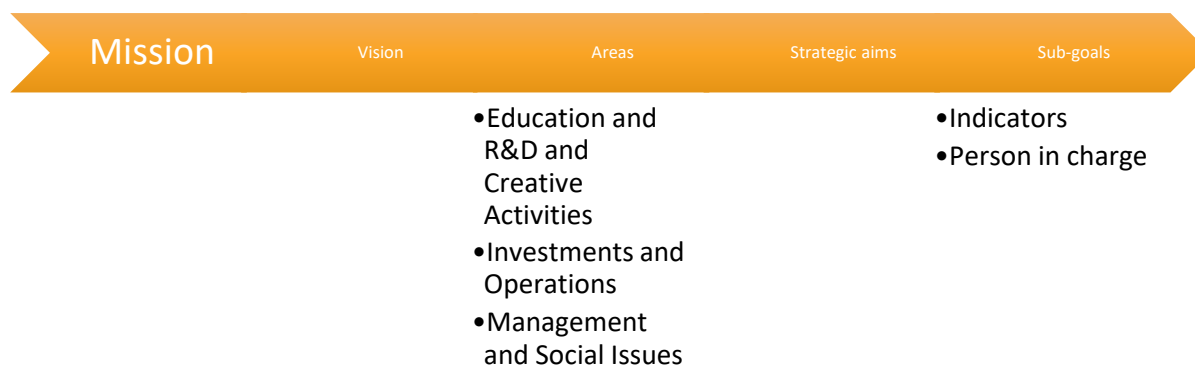 Mission
Vision
Areas
Strategic aims
Sub-goals
•Education and
R&D and
Creative
Activities
•Investments and
Operations
•Management
and Social Issues
•Indicators
•Person in charge